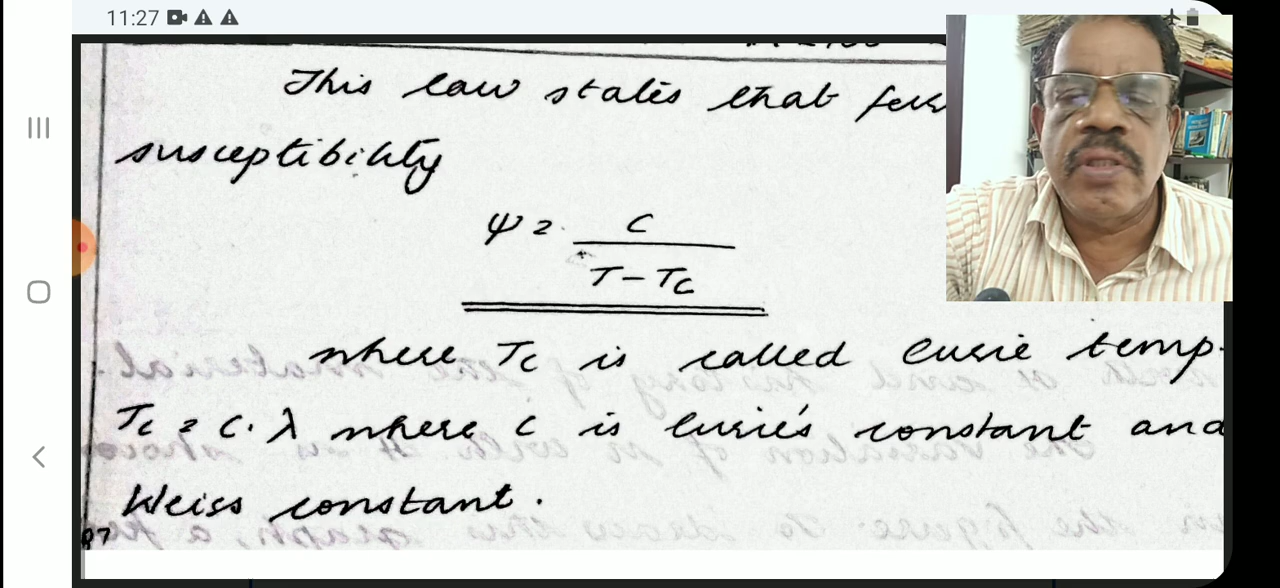 11:27
This law states that
susceptibility
ψ = C
T - Tc
where Tc is called Curie temp.
Tc = C.λ where C is Curie's constant and
Weiss constant.